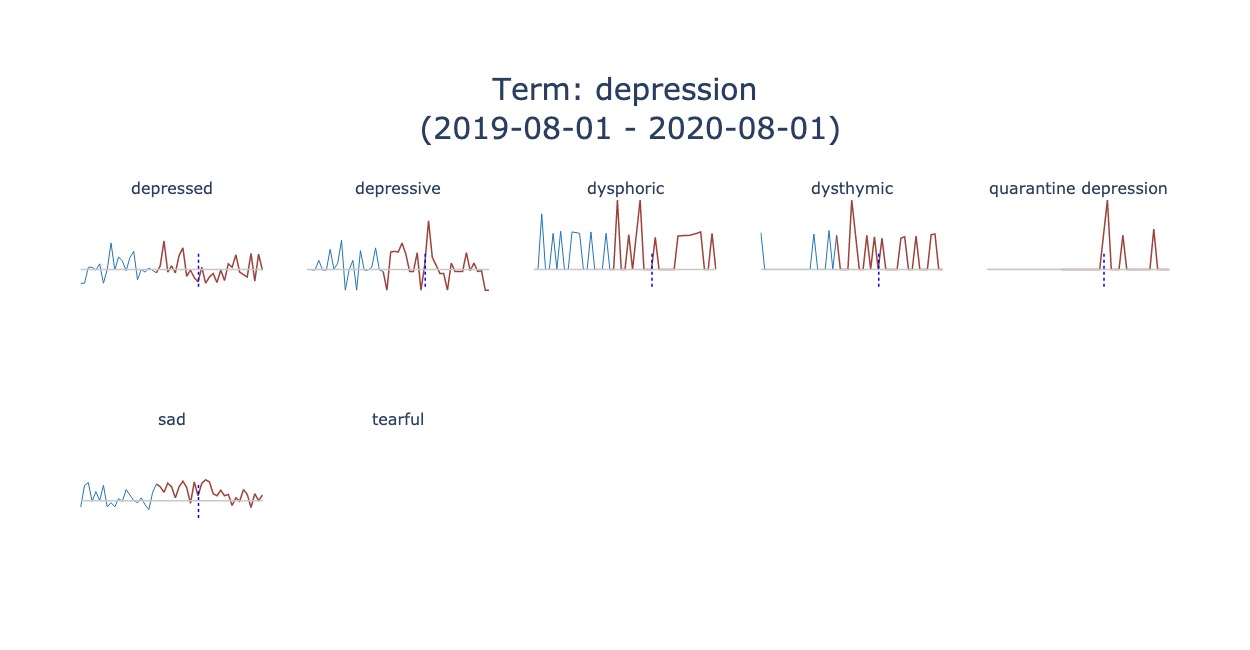 Term: depression
(2019-08-01 - 2020-08-01)
depressed
depressive
dysphoric
dysthymic
quarantine depression
sad
tearful